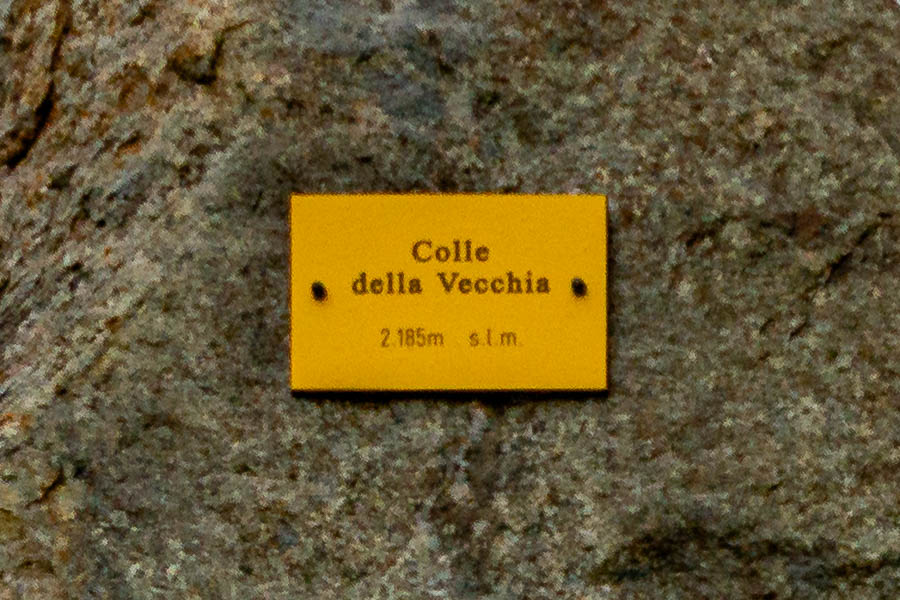 Colle
della Vecchia
2.185m s.l.m.